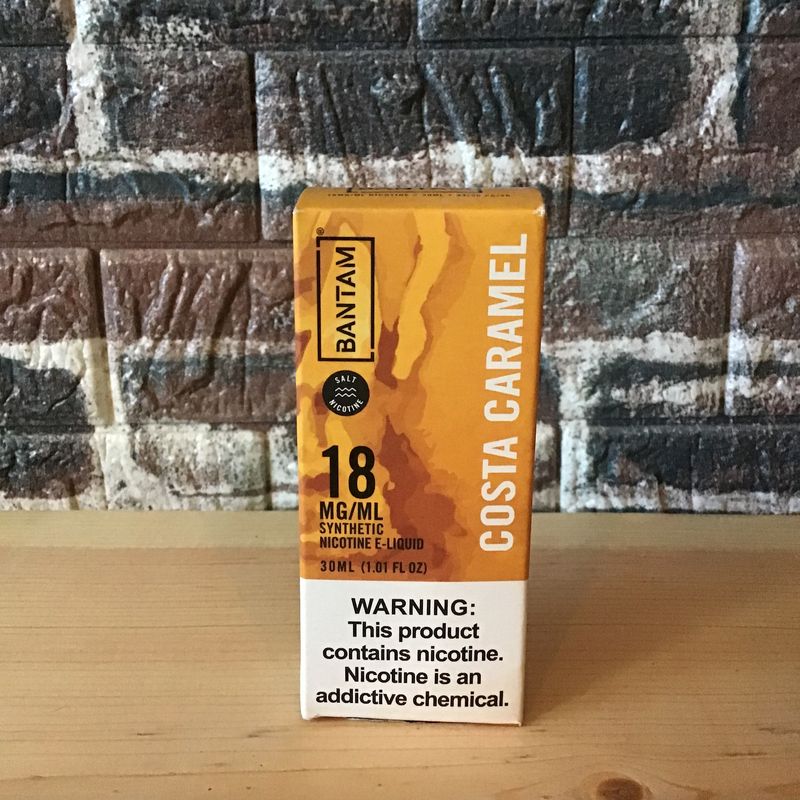 BANTAM®
SALT
NICOTINE
18
MG/ML
SYNTHETIC
NICOTINE E-LIQUID
30ML (1.01 FL OZ)
COSTA CARAMEL
WARNING:
This product
contains nicotine.
Nicotine is an
addictive chemical.